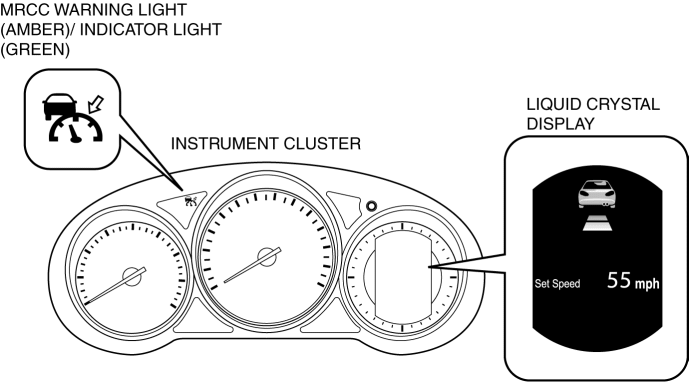 MRCC WARNING LIGHT
(AMBER)/ INDICATOR LIGHT
(GREEN)
INSTRUMENT CLUSTER
LIQUID CRYSTAL
DISPLAY
Set Speed 55 mph